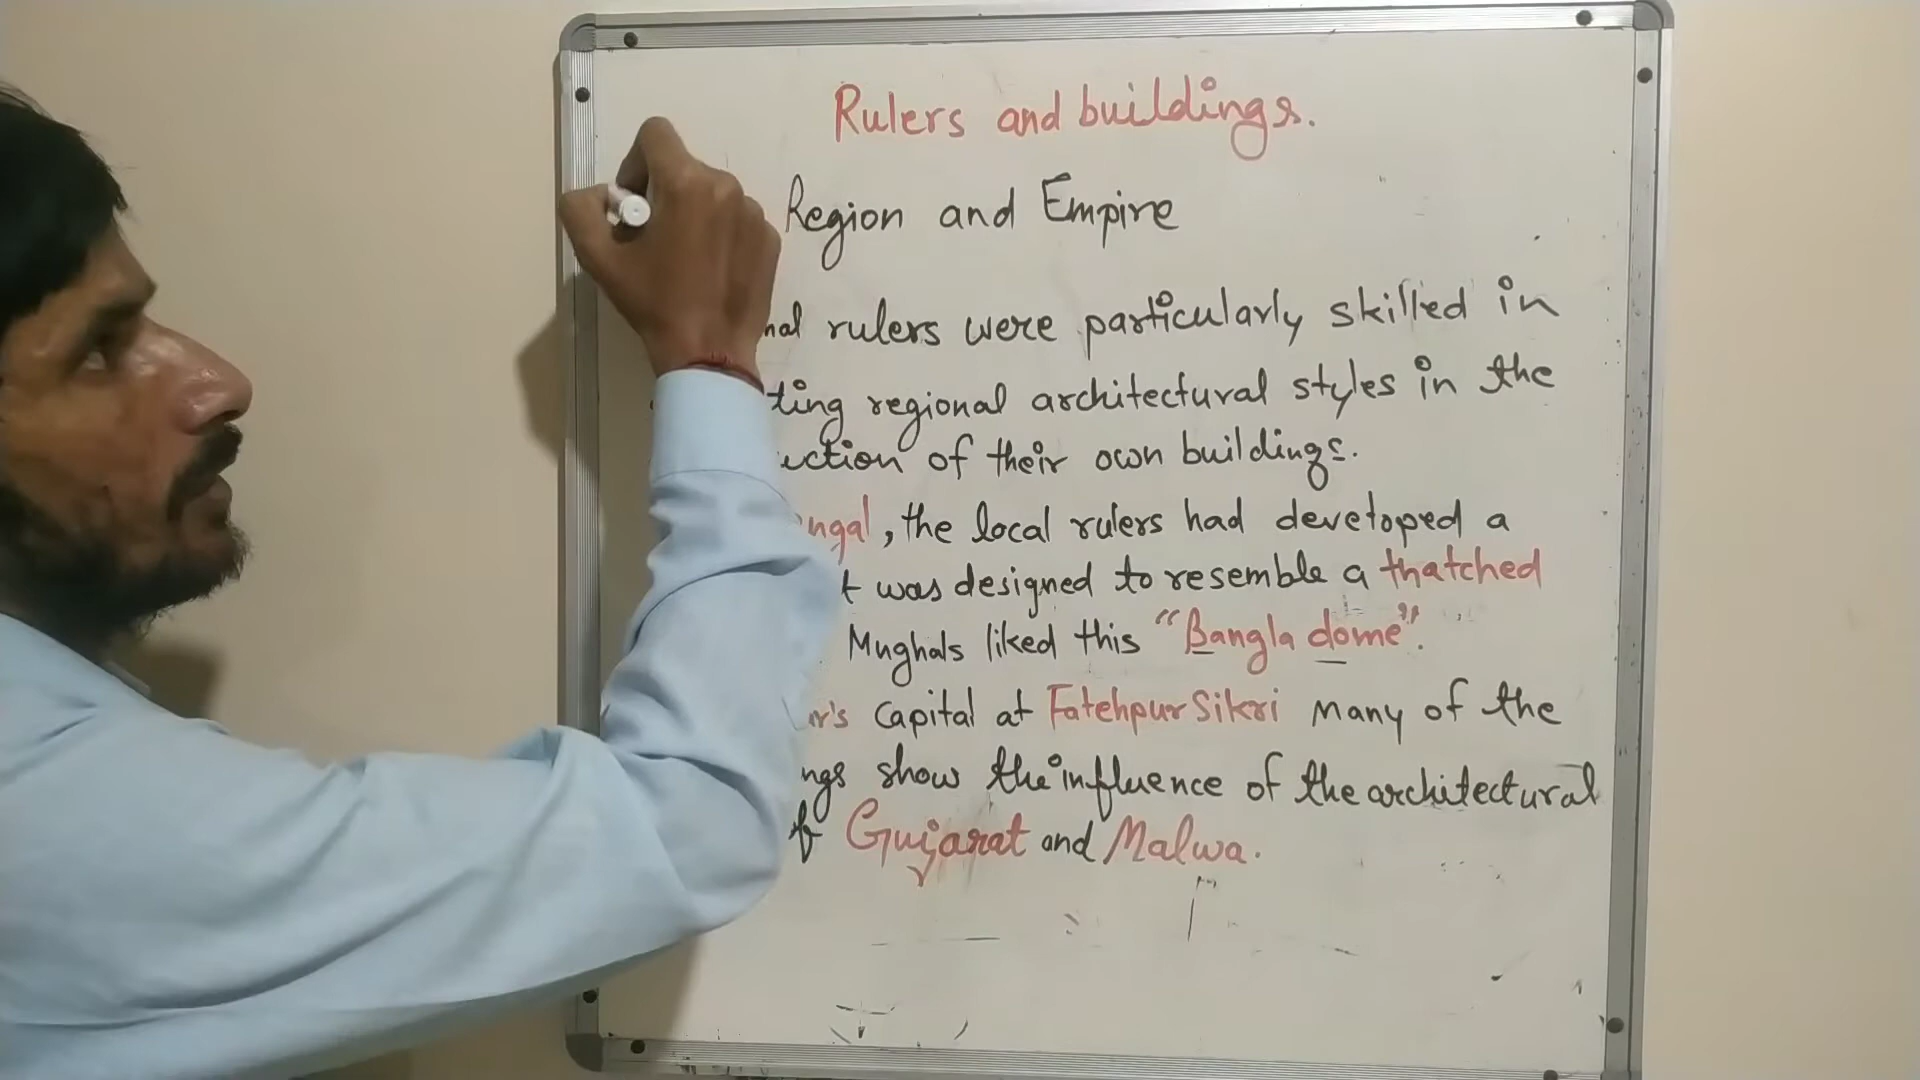 Rulers and buildings.
Region and Empire
nal rulers were particularly skilled in
ting regional architectural styles in the
uction of their own buildings.
ngal, the local rulers had developed a
t was designed to resemble a thatched
Mughals liked this "Bangla dome".
ar's Capital at Fatehpur Sikri Many of the
ngs show the influence of the architectural
of Gujarat and Malwa.